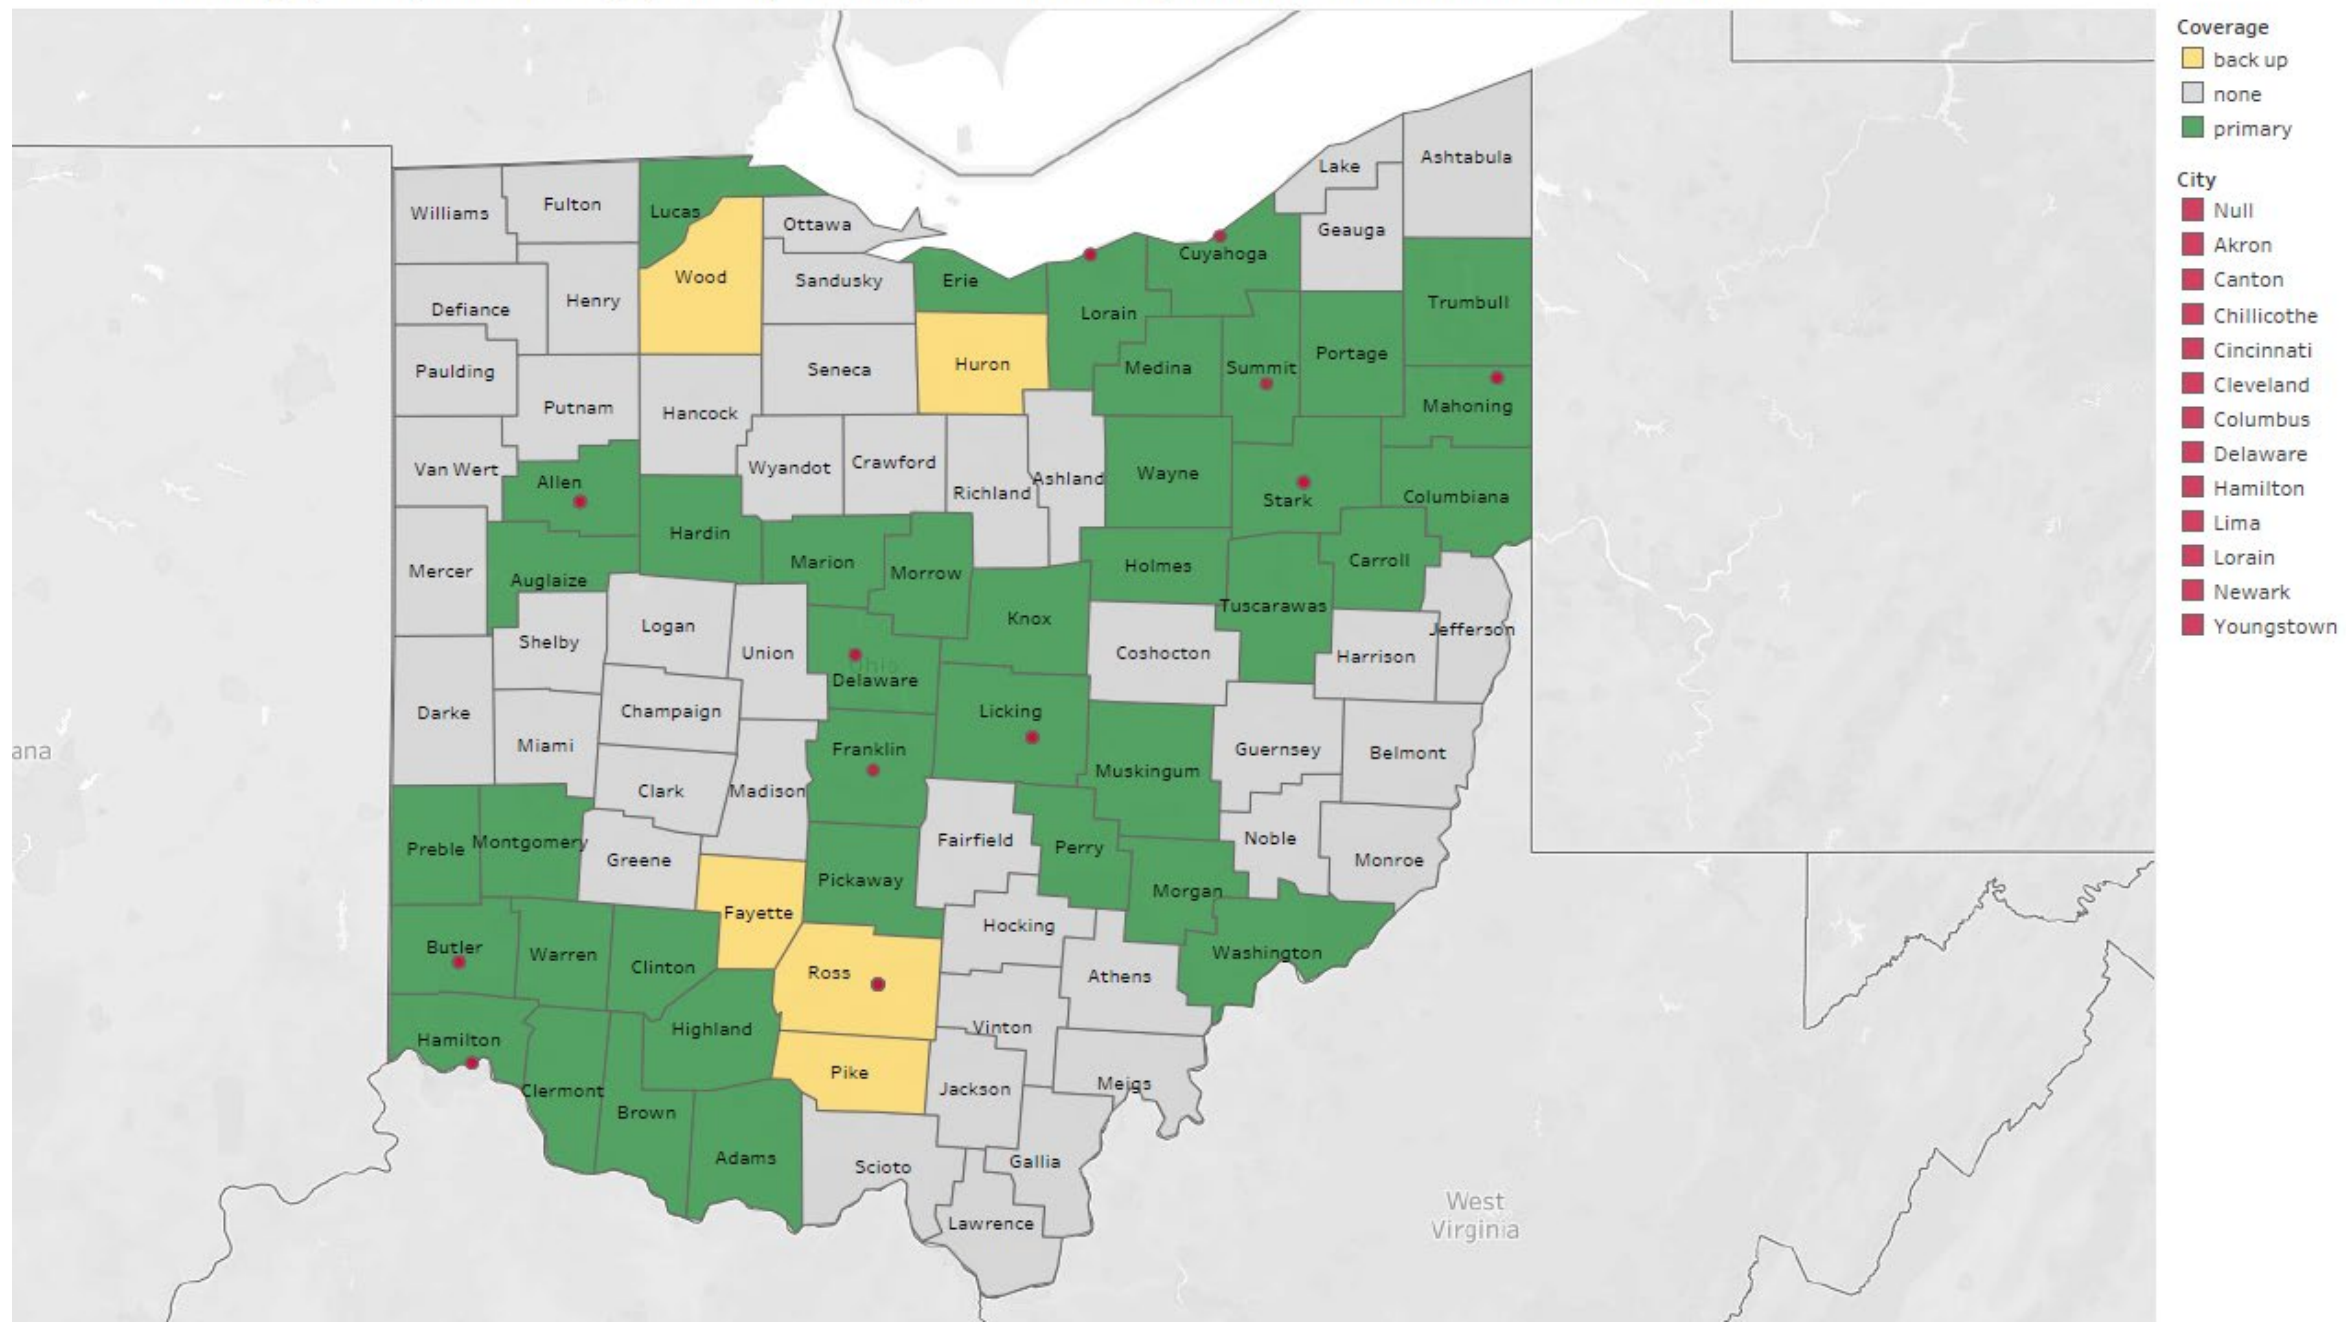 Coverage
back up
none
primary
City
Null
Akron
Canton
Chillicothe
Cincinnati
Cleveland
Columbus
Delaware
Hamilton
Lima
Lorain
Newark
Youngstown
Ashtabula
Lake
Williams
Fulton
Lucas
Ottawa
Geauga
Cuyahoga
Wood
Sandusky
Erie
Henry
Defiance
Lorain
Trumbull
Paulding
Seneca
Huron
Medina
Summit
Portage
Putnam
Hancock
Mahoning
Van Wert
Wyandot
Crawford
Richland
Ashland
Wayne
Allen
Stark
Columbiana
Hardin
Mercer
Auglaize
Marion
Morrow
Holmes
Carroll
Tuscarawas
Shelby
Logan
Union
Knox
Coshocton
Harrison
Jefferson
Ohio
Delaware
Darke
Champaign
Licking
Miami
Franklin
Muskingum
Guernsey
Belmont
ana
Clark
Madison
Preble
Montgomery
Greene
Fairfield
Perry
Noble
Monroe
Pickaway
Morgan
Fayette
Hocking
Butler
Warren
Clinton
Ross
Athens
Washington
Hamilton
Highland
Vinton
Clermont
Brown
Pike
Jackson
Meigs
Adams
Scioto
Gallia
Lawrence
West
Virginia